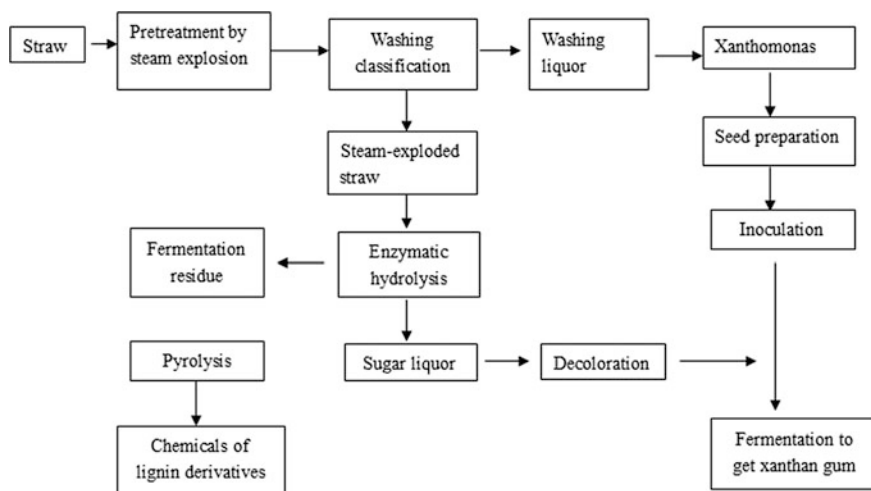 Straw
Pretreatment by
steam explosion
Washing
classification
Washing
liquor
Xanthomonas
Steam-exploded
straw
Seed preparation
Inoculation
Fermentation
residue
Enzymatic
hydrolysis
Pyrolysis
Sugar liquor
Decoloration
Chemicals of
lignin derivatives
Fermentation to
get xanthan gum